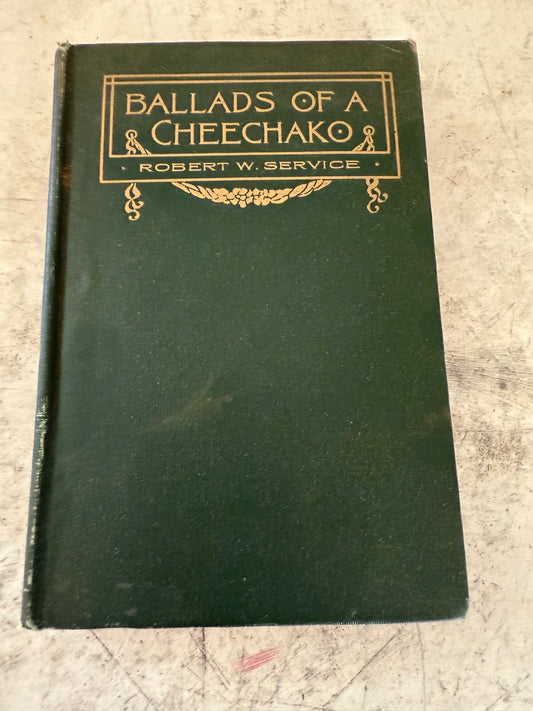 BALLADS OF A
CHEECHAKO
· ROBERT W. SERVICE ·